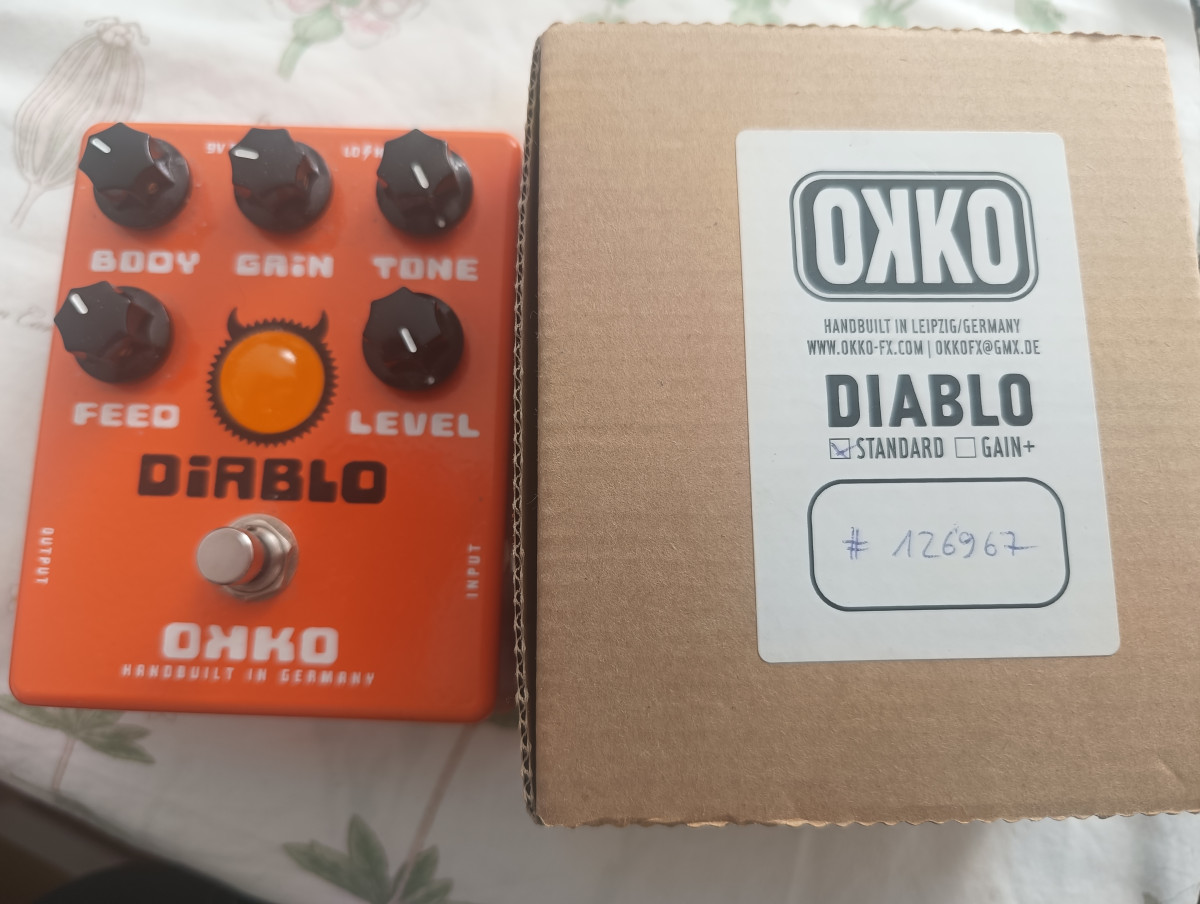 BODY GAiN TONE
FEED LEVEL
DiABLO
OUTPUT
INPUT
OKKO
HANDBUILT IN GERMANY
OKKO
HANDBUILT IN LEIPZIG/GERMANY
WWW.OKKO-FX.COM | OKKOFX@GMX.DE
DIABLO
STANDARD GAIN+
# 126967